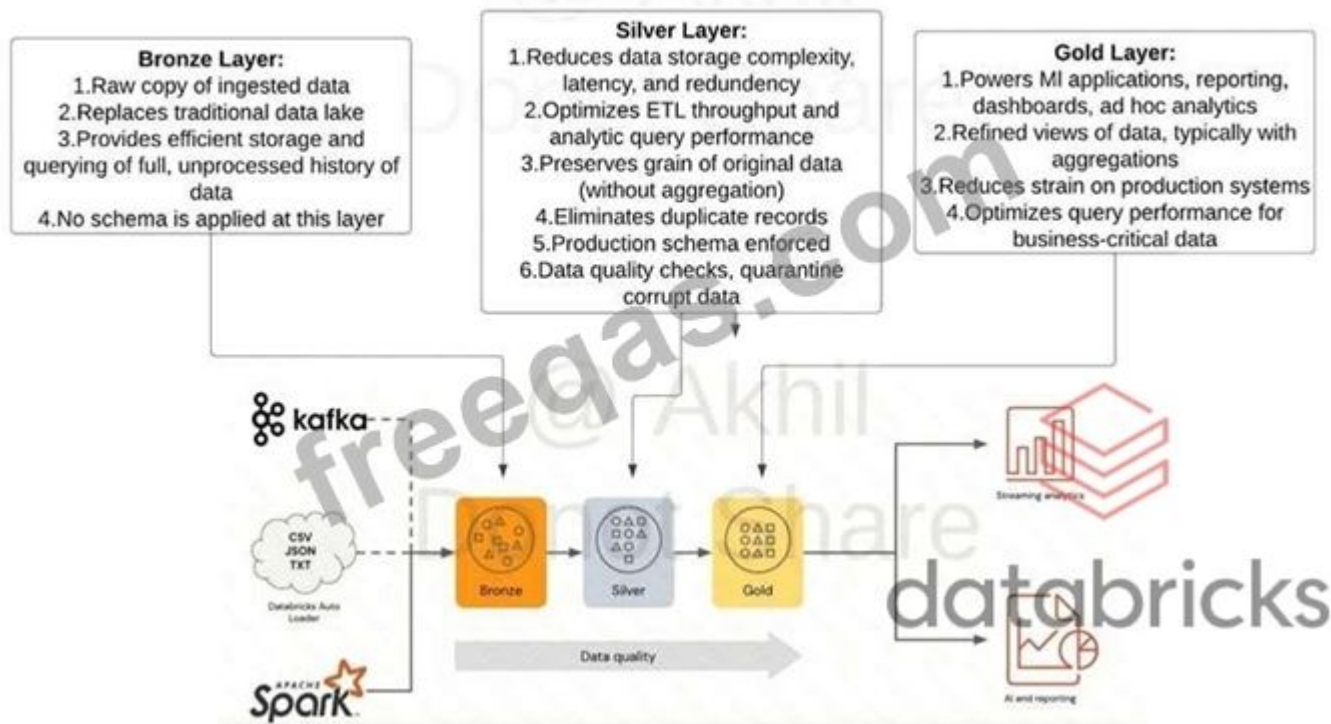 Bronze Layer:
1.Raw copy of ingested data
2.Replaces traditional data lake
3.Provides efficient storage and
querying of full, unprocessed history of
data
4.No schema is applied at this layer
Silver Layer:
1.Reduces data storage complexity,
latency, and redundency
2.Optimizes ETL throughput and
analytic query performance
3.Preserves grain of original data
(without aggregation)
4.Eliminates duplicate records
5.Production schema enforced
6.Data quality checks, quarantine
corrupt data
Gold Layer:
1.Powers MI applications, reporting,
dashboards, ad hoc analytics
2.Refined views of data, typically with
aggregations
3.Reduces strain on production systems
4.Optimizes query performance for
business-critical data
freeqas.com
@ Akhil
Do not Share
kafka
CSV
JSON
TXT
Databricks Auto
Loader
APACHE
Spark
Bronze
Silver
Gold
Data quality
Streaming analytics
databricks
AI and reporting